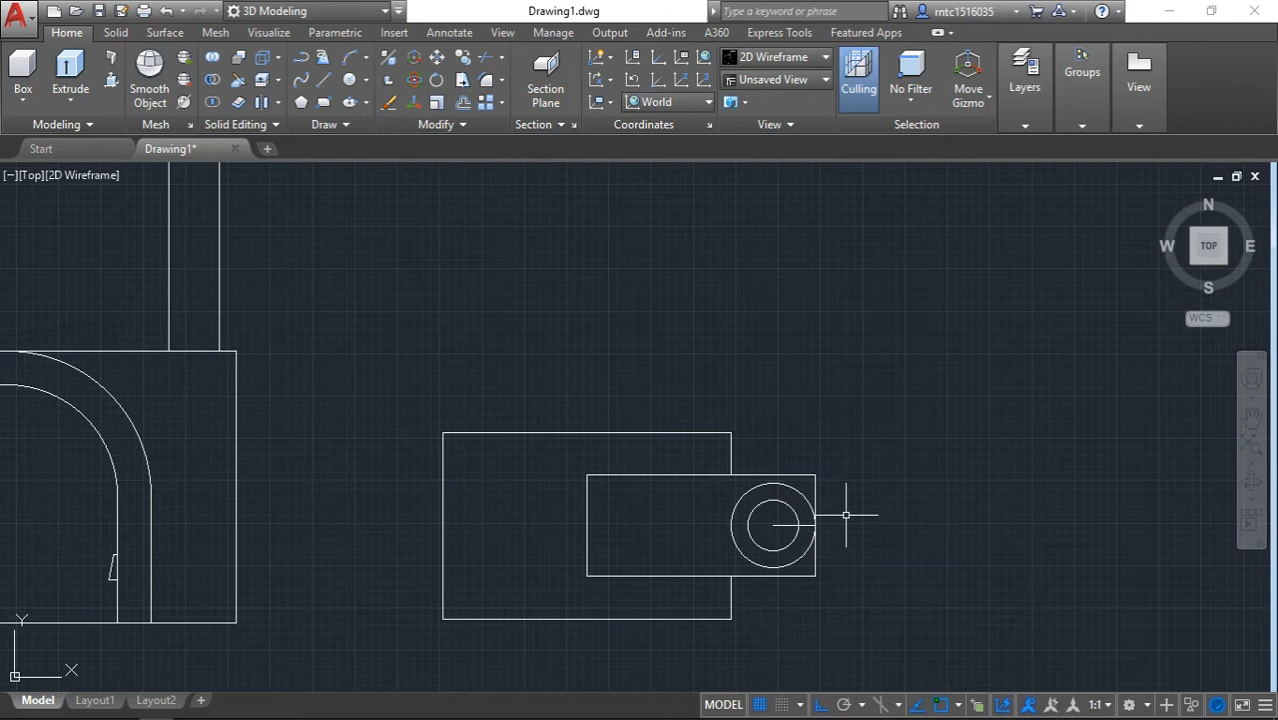 3D Modeling
Drawing1.dwg
Type a keyword or phrase
rntc1516035
Home Solid Surface Mesh Visualize Parametric Insert Annotate View Manage Output Add-ins A360 Express Tools Featured Apps
2D Wireframe
Unsaved View
World
Box
Extrude
Smooth Object
Section Plane
Culling
No Filter
Move Gizmo
Layers
Groups
View
Modeling Mesh Solid Editing Draw Modify Section Coordinates View Selection
Start
Drawing1*
[−][Top][2D Wireframe]
N
W
TOP
E
S
WCS
Y
X
Model
Layout1
Layout2
MODEL
1:1